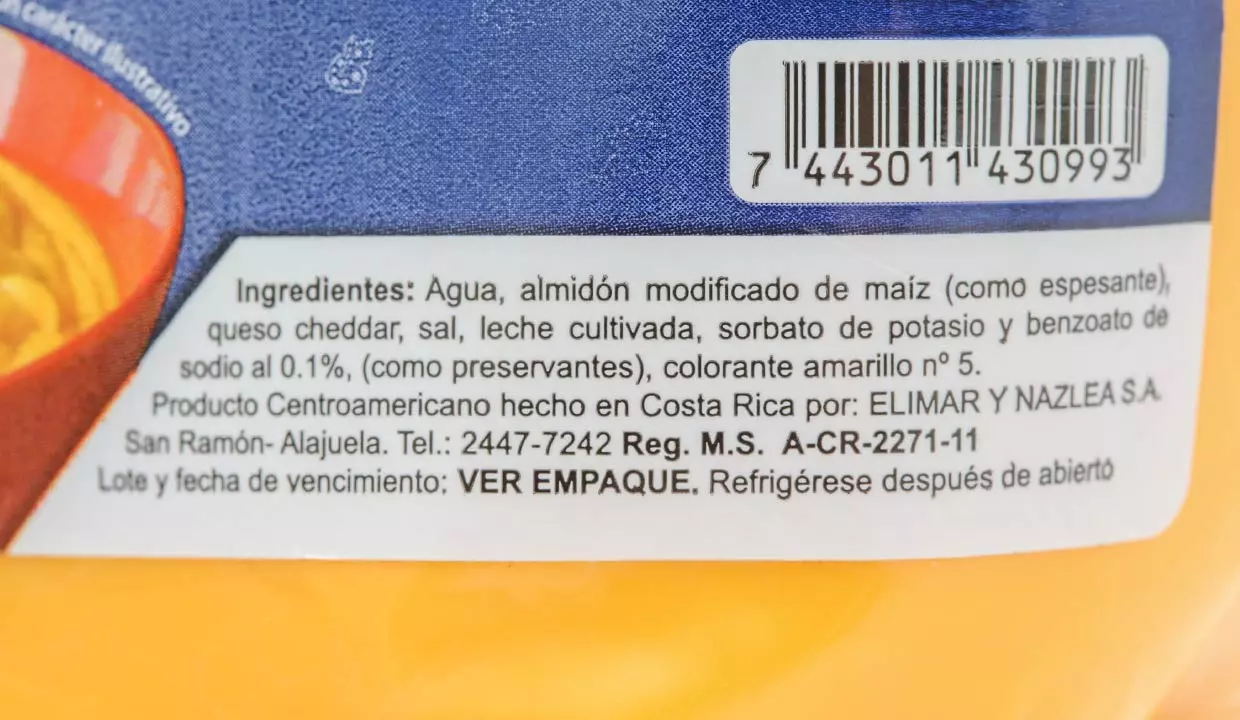 carácter ilustrativo
7 443011 430993
Ingredientes: Agua, almidón modificado de maíz (como espesante),
queso cheddar, sal, leche cultivada, sorbato de potasio y benzoato de
sodio al 0.1%, (como preservantes), colorante amarillo nº 5.
Producto Centroamericano hecho en Costa Rica por: ELIMAR Y NAZLEA S.A.
San Ramón- Alajuela. Tel.: 2447-7242 Reg. M.S. A-CR-2271-11
Lote y fecha de vencimiento: VER EMPAQUE. Refrigérese después de abierto